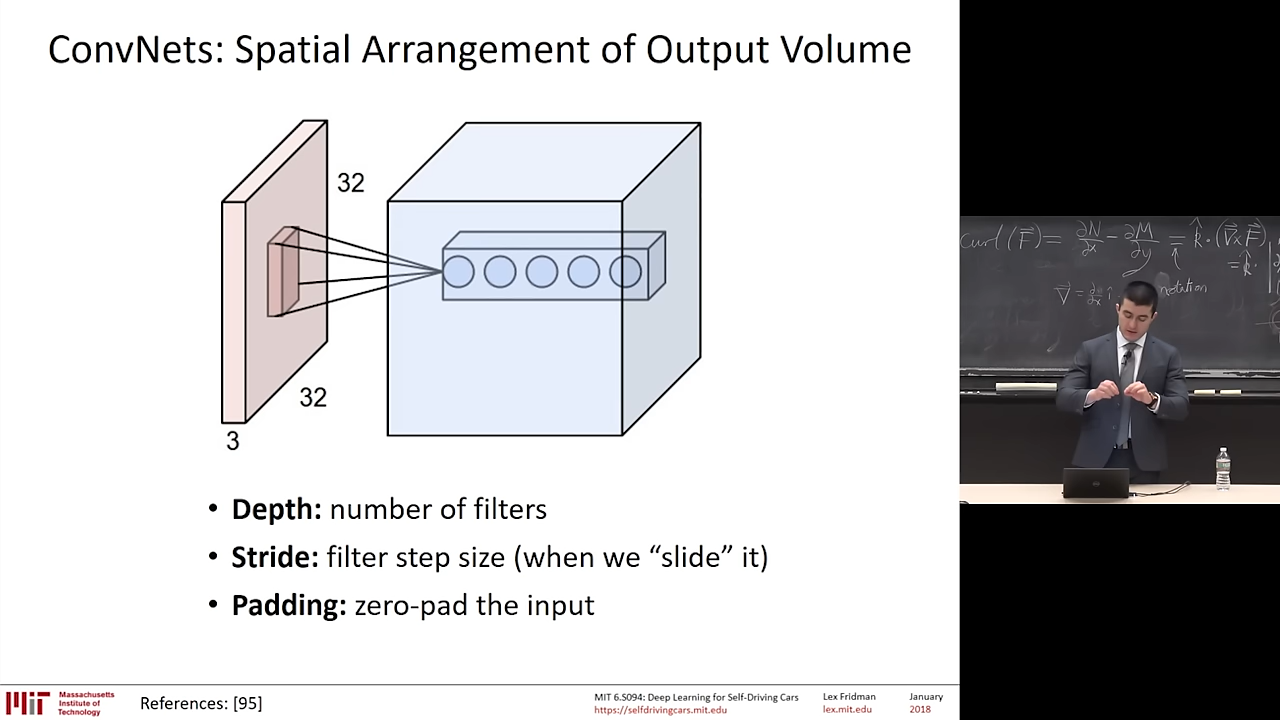 ConvNets: Spatial Arrangement of Output Volume
32
32
3
• Depth: number of filters
• Stride: filter step size (when we “slide” it)
• Padding: zero-pad the input
Massachusetts
Institute of
Technology
References: [95]
MIT 6.S094: Deep Learning for Self-Driving Cars
https://selfdrivingcars.mit.edu
Lex Fridman
lex.mit.edu
January
2018
curl (F⃗) = ∂N/∂x − ∂M/∂y = k̂ · (∇⃗×F⃗)
= k̂ ·
notation